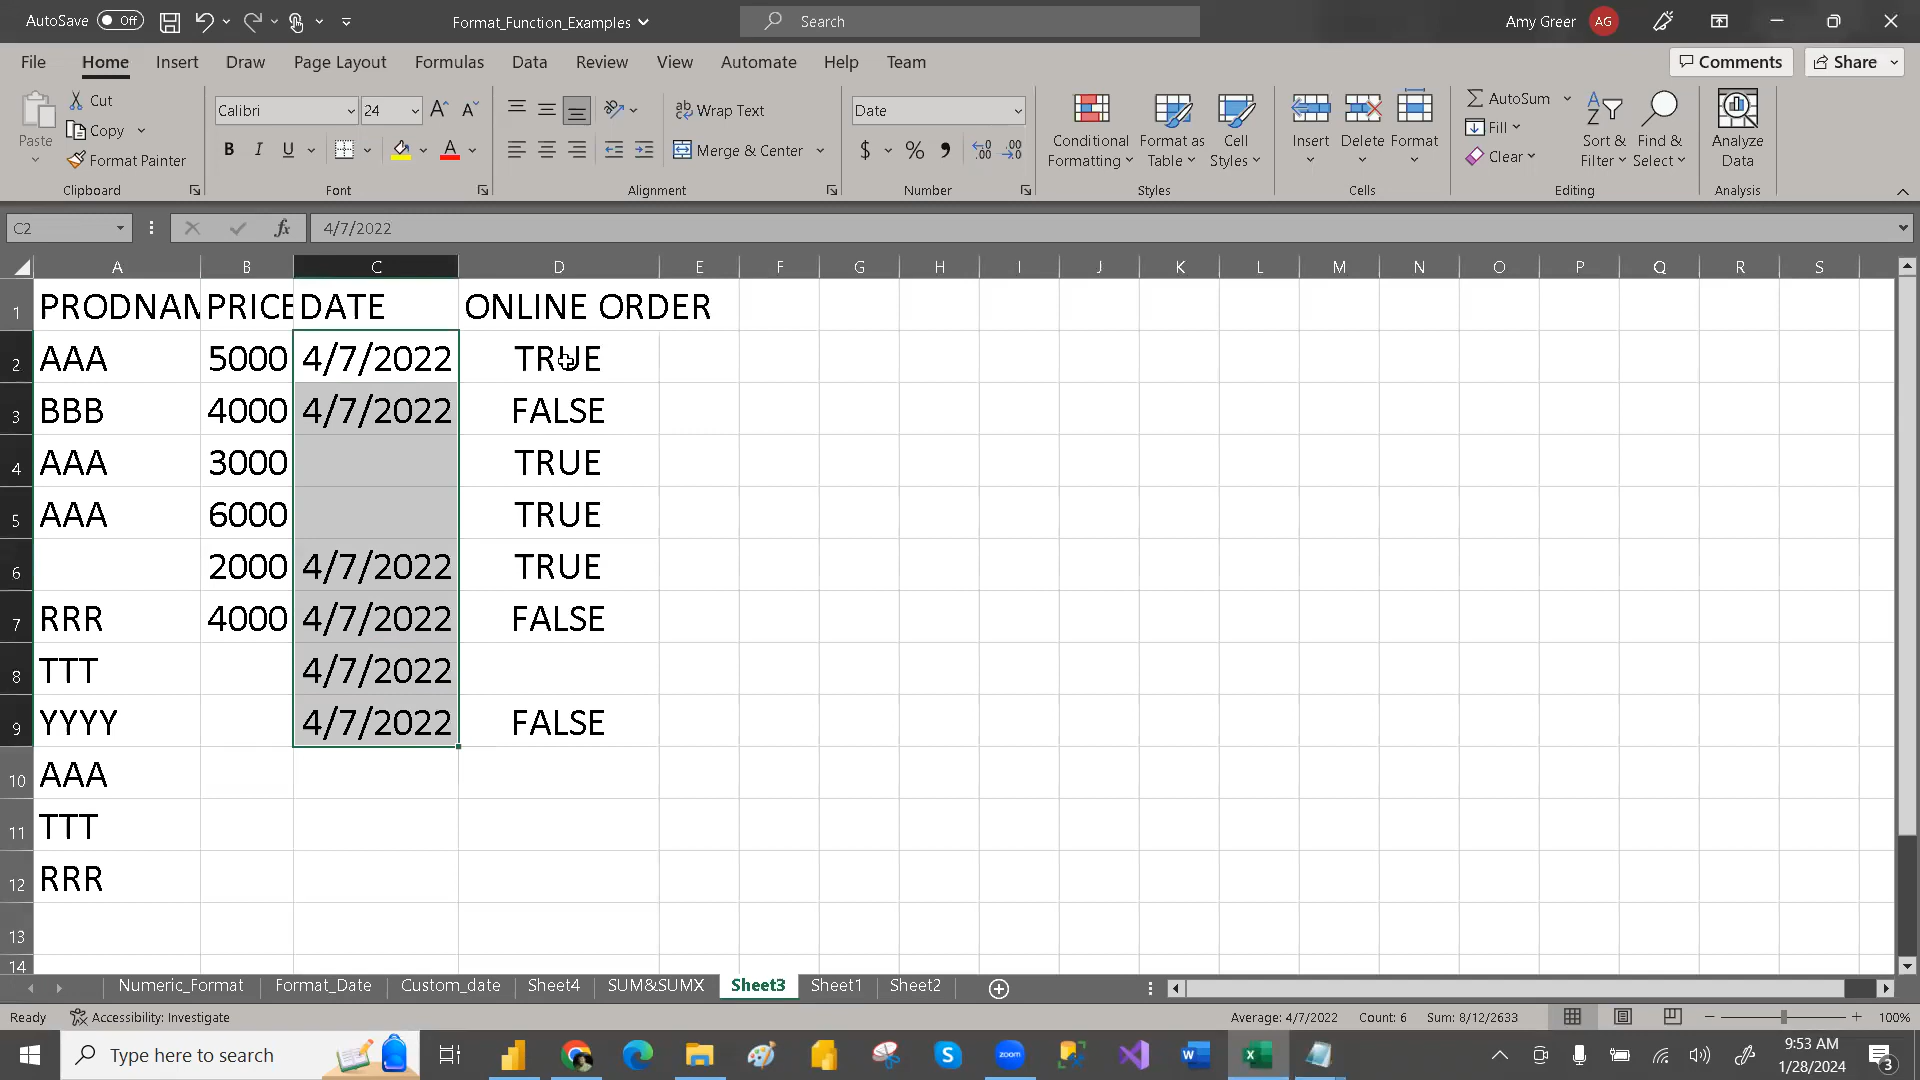 AutoSave Off Format_Function_Examples Search Amy Greer AG
File Home Insert Draw Page Layout Formulas Data Review View Automate Help Team Comments Share
Paste Cut Copy Format Painter
Calibri 24 A A B I U A
ab Wrap Text Merge & Center
Date $ % 9 .00 .00
Conditional Formatting Format as Table Cell Styles
Insert Delete Format
AutoSum Fill Clear Sort & Filter Find & Select
Analyze Data
Clipboard Font Alignment Number Styles Cells Editing Analysis
C2 fx 4/7/2022
A B C D E F G H I J K L M N O P Q R S
1 PRODNAM PRICE DATE ONLINE ORDER
2 AAA 5000 4/7/2022 TRUE
3 BBB 4000 4/7/2022 FALSE
4 AAA 3000 TRUE
5 AAA 6000 TRUE
6 2000 4/7/2022 TRUE
7 RRR 4000 4/7/2022 FALSE
8 TTT 4/7/2022
9 YYYY 4/7/2022 FALSE
10 AAA
11 TTT
12 RRR
13
14
Numeric_Format Format_Date Custom_date Sheet4 SUM&SUMX Sheet3 Sheet1 Sheet2
Ready Accessibility: Investigate Average: 4/7/2022 Count: 6 Sum: 8/12/2633 100%
Type here to search zoom 9:53 AM
1/28/2024 3